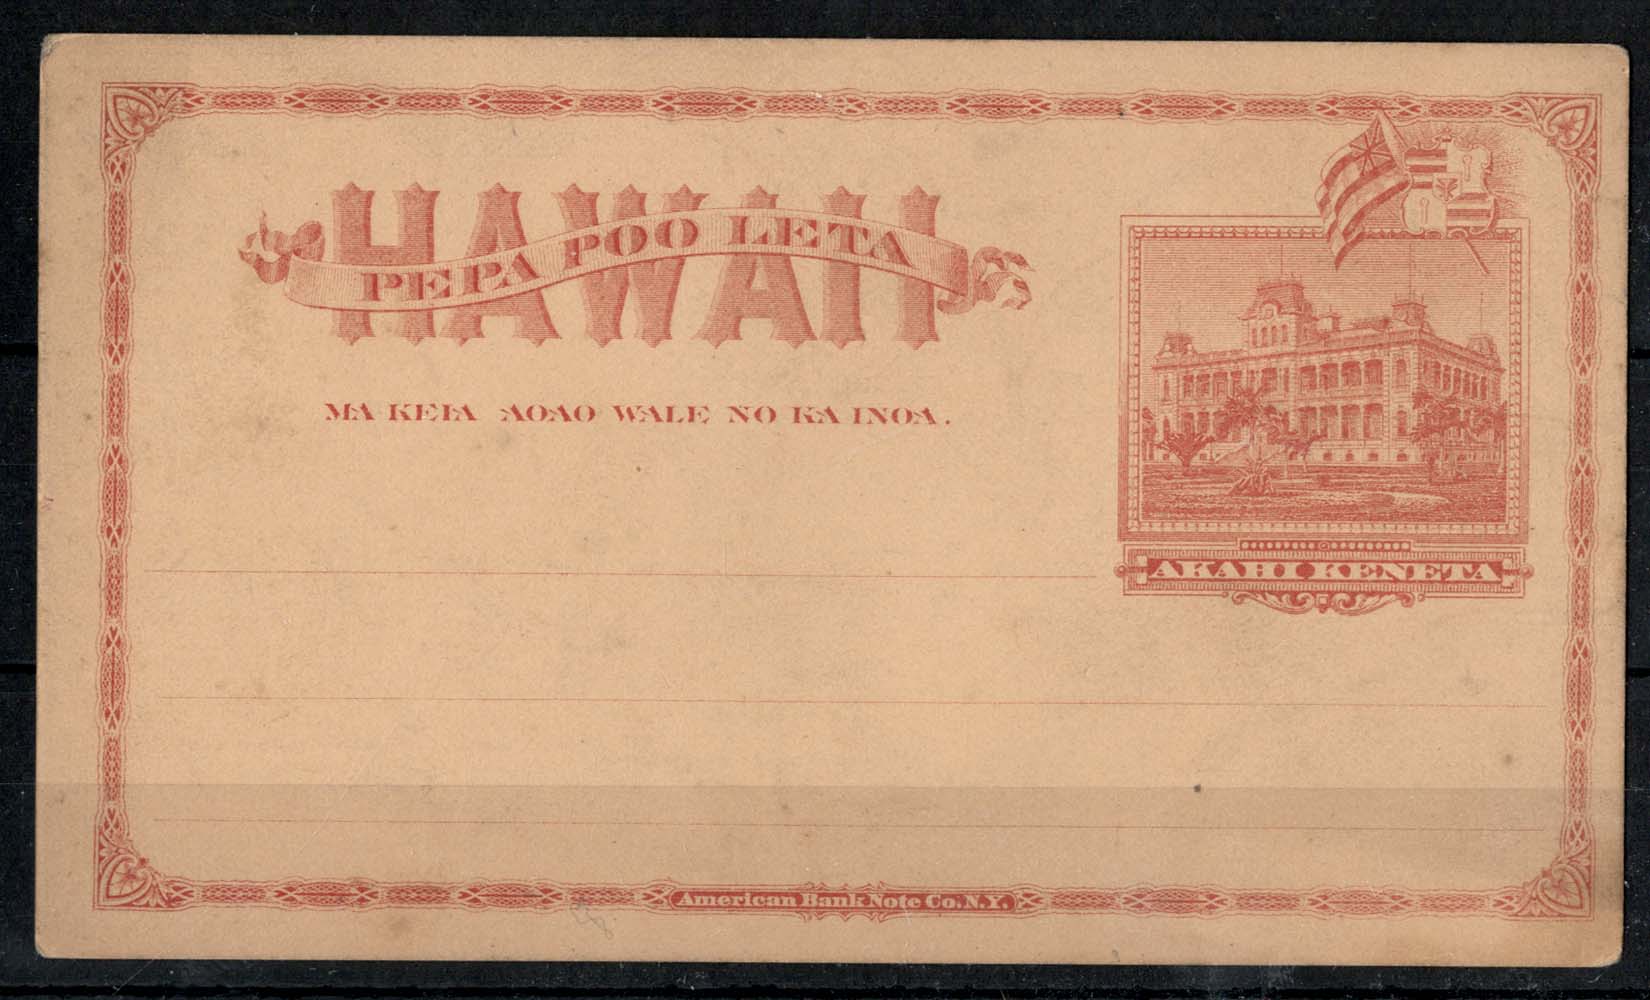 HAWAII
PEPA POO LETA
MA KEIA AOAO WALE NO KA INOA.
AKAHI KENETA
American Bank Note Co. N.Y.